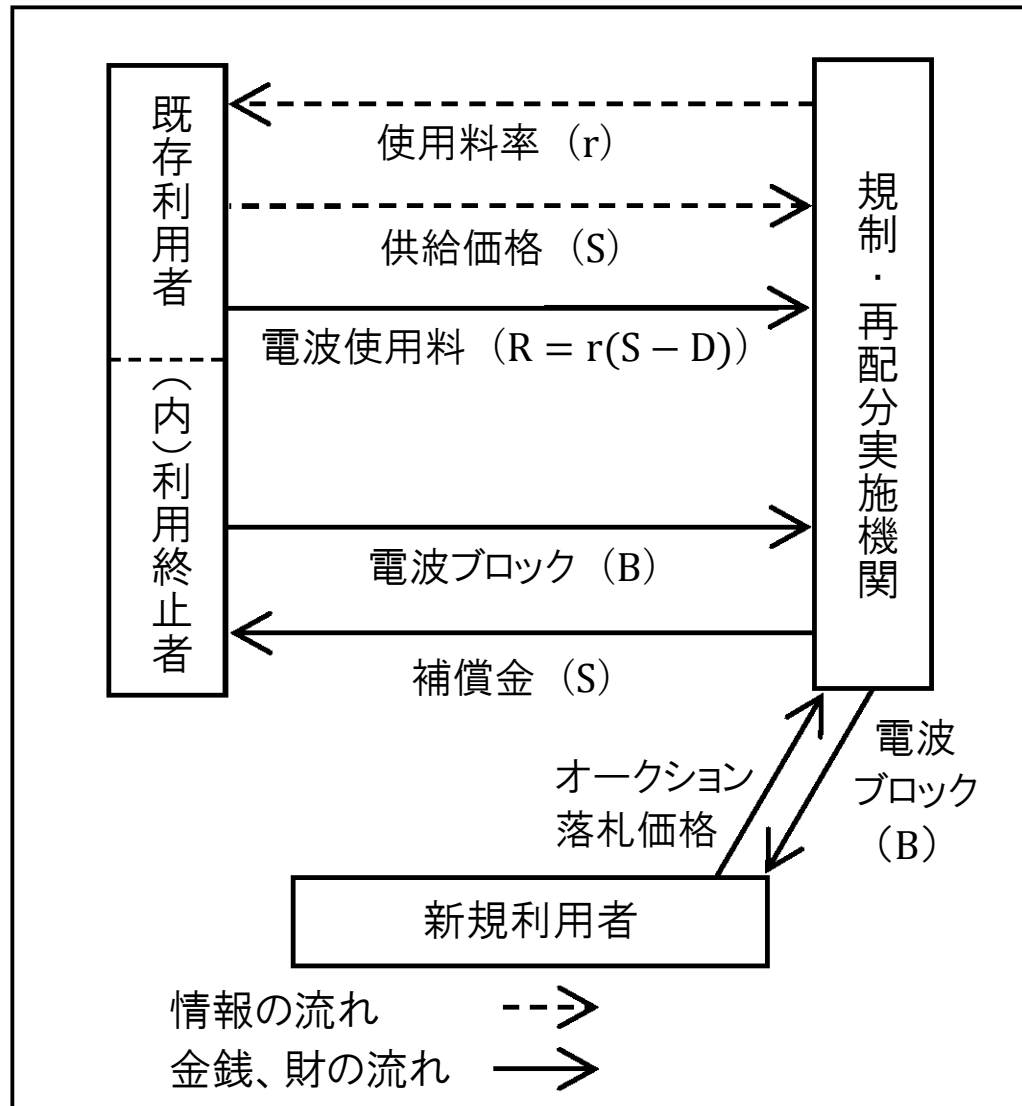 既存利用者
(内)利用終止者
使用料率（r）
供給価格（S）
電波使用料（R = r(S − D)）
電波ブロック（B）
補償金（S）
規制・再配分実施機関
オークション
落札価格
電波
ブロック
（B）
新規利用者
情報の流れ
金銭、財の流れ